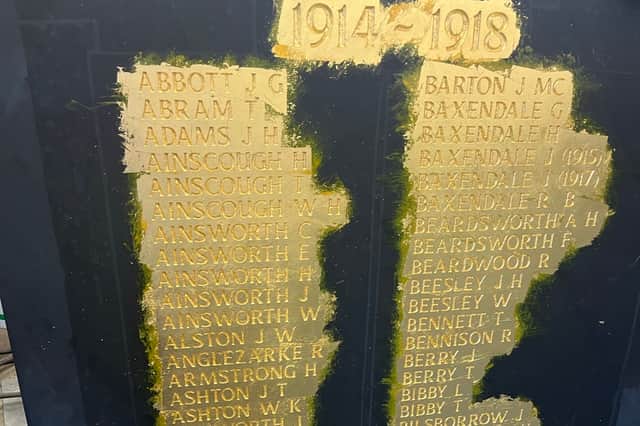 1914 ~ 1918
ABBOTT J G
ABRAM T
ADAMS J H
AINSCOUGH H
AINSCOUGH T
AINSCOUGH W H
AINSWORTH C
AINSWORTH E
AINSWORTH H
AINSWORTH J
AINSWORTH W
ALSTON J W
ANGLEZARKE R
ARMSTRONG H
ASHTON J T
ASHTON W K
BARTON J MC
BAXENDALE G
BAXENDALE H
BAXENDALE J (1915)
BAXENDALE J (1917)
BAXENDALE R B
BEARDSWORTH A H
BEARDSWORTH F
BEARDWOOD R
BEESLEY J H
BEESLEY W
BENNETT T
BENNISON R
BERRY J
BERRY T
BIBBY L
BIBBY T
BILSBORROW J